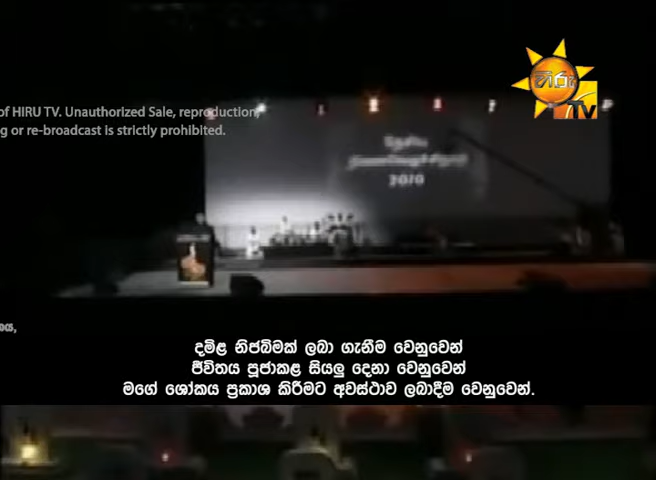 හිරු
TV
of HIRU TV. Unauthorized Sale, reproduction,
g or re-broadcast is strictly prohibited.
2010
දමිළ නිජබිමක් ලබා ගැනීම වෙනුවෙන්
ජීවිතය පූජාකළ සියලු දෙනා වෙනුවෙන්
මගේ ශෝකය ප්‍රකාශ කිරීමට අවස්ථාව ලබාදීම වෙනුවෙන්.